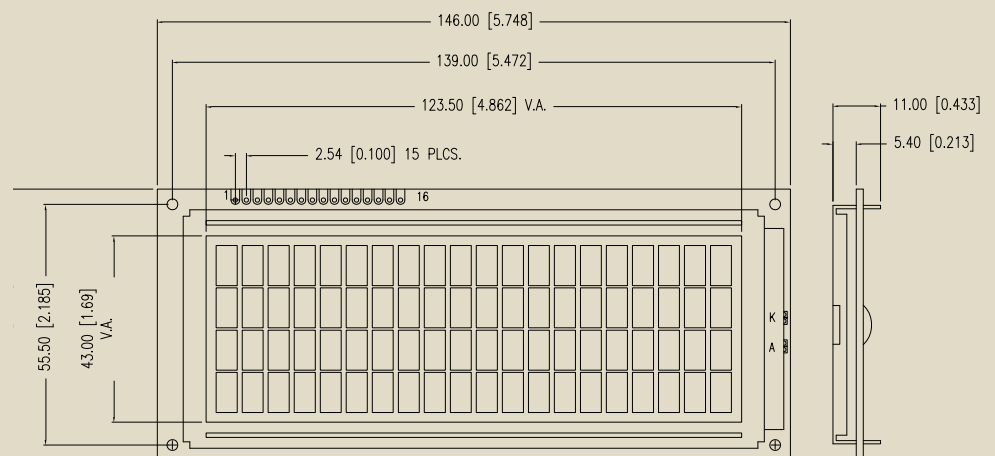 146.00 [5.748]
139.00 [5.472]
123.50 [4.862] V.A.
11.00 [0.433]
5.40 [0.213]
2.54 [0.100] 15 PLCS.
1
16
55.50 [2.185]
43.00 [1.69]
V.A.
K
A